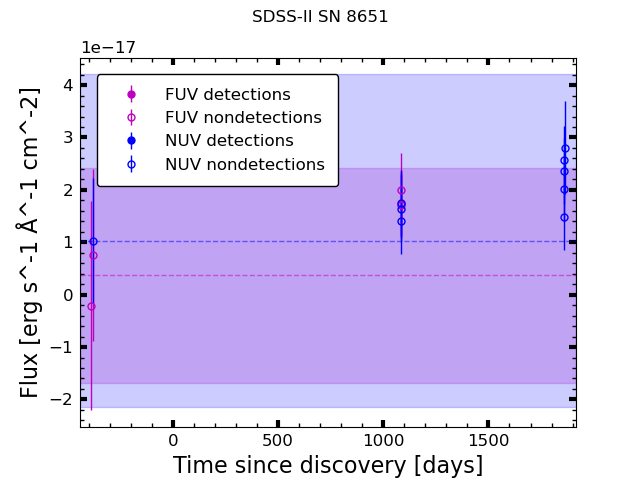 SDSS-II SN 8651
1e−17
FUV detections
FUV nondetections
NUV detections
NUV nondetections
4
3
2
1
0
−1
−2
Flux [erg s^-1 Å^-1 cm^-2]
0 500 1000 1500
Time since discovery [days]